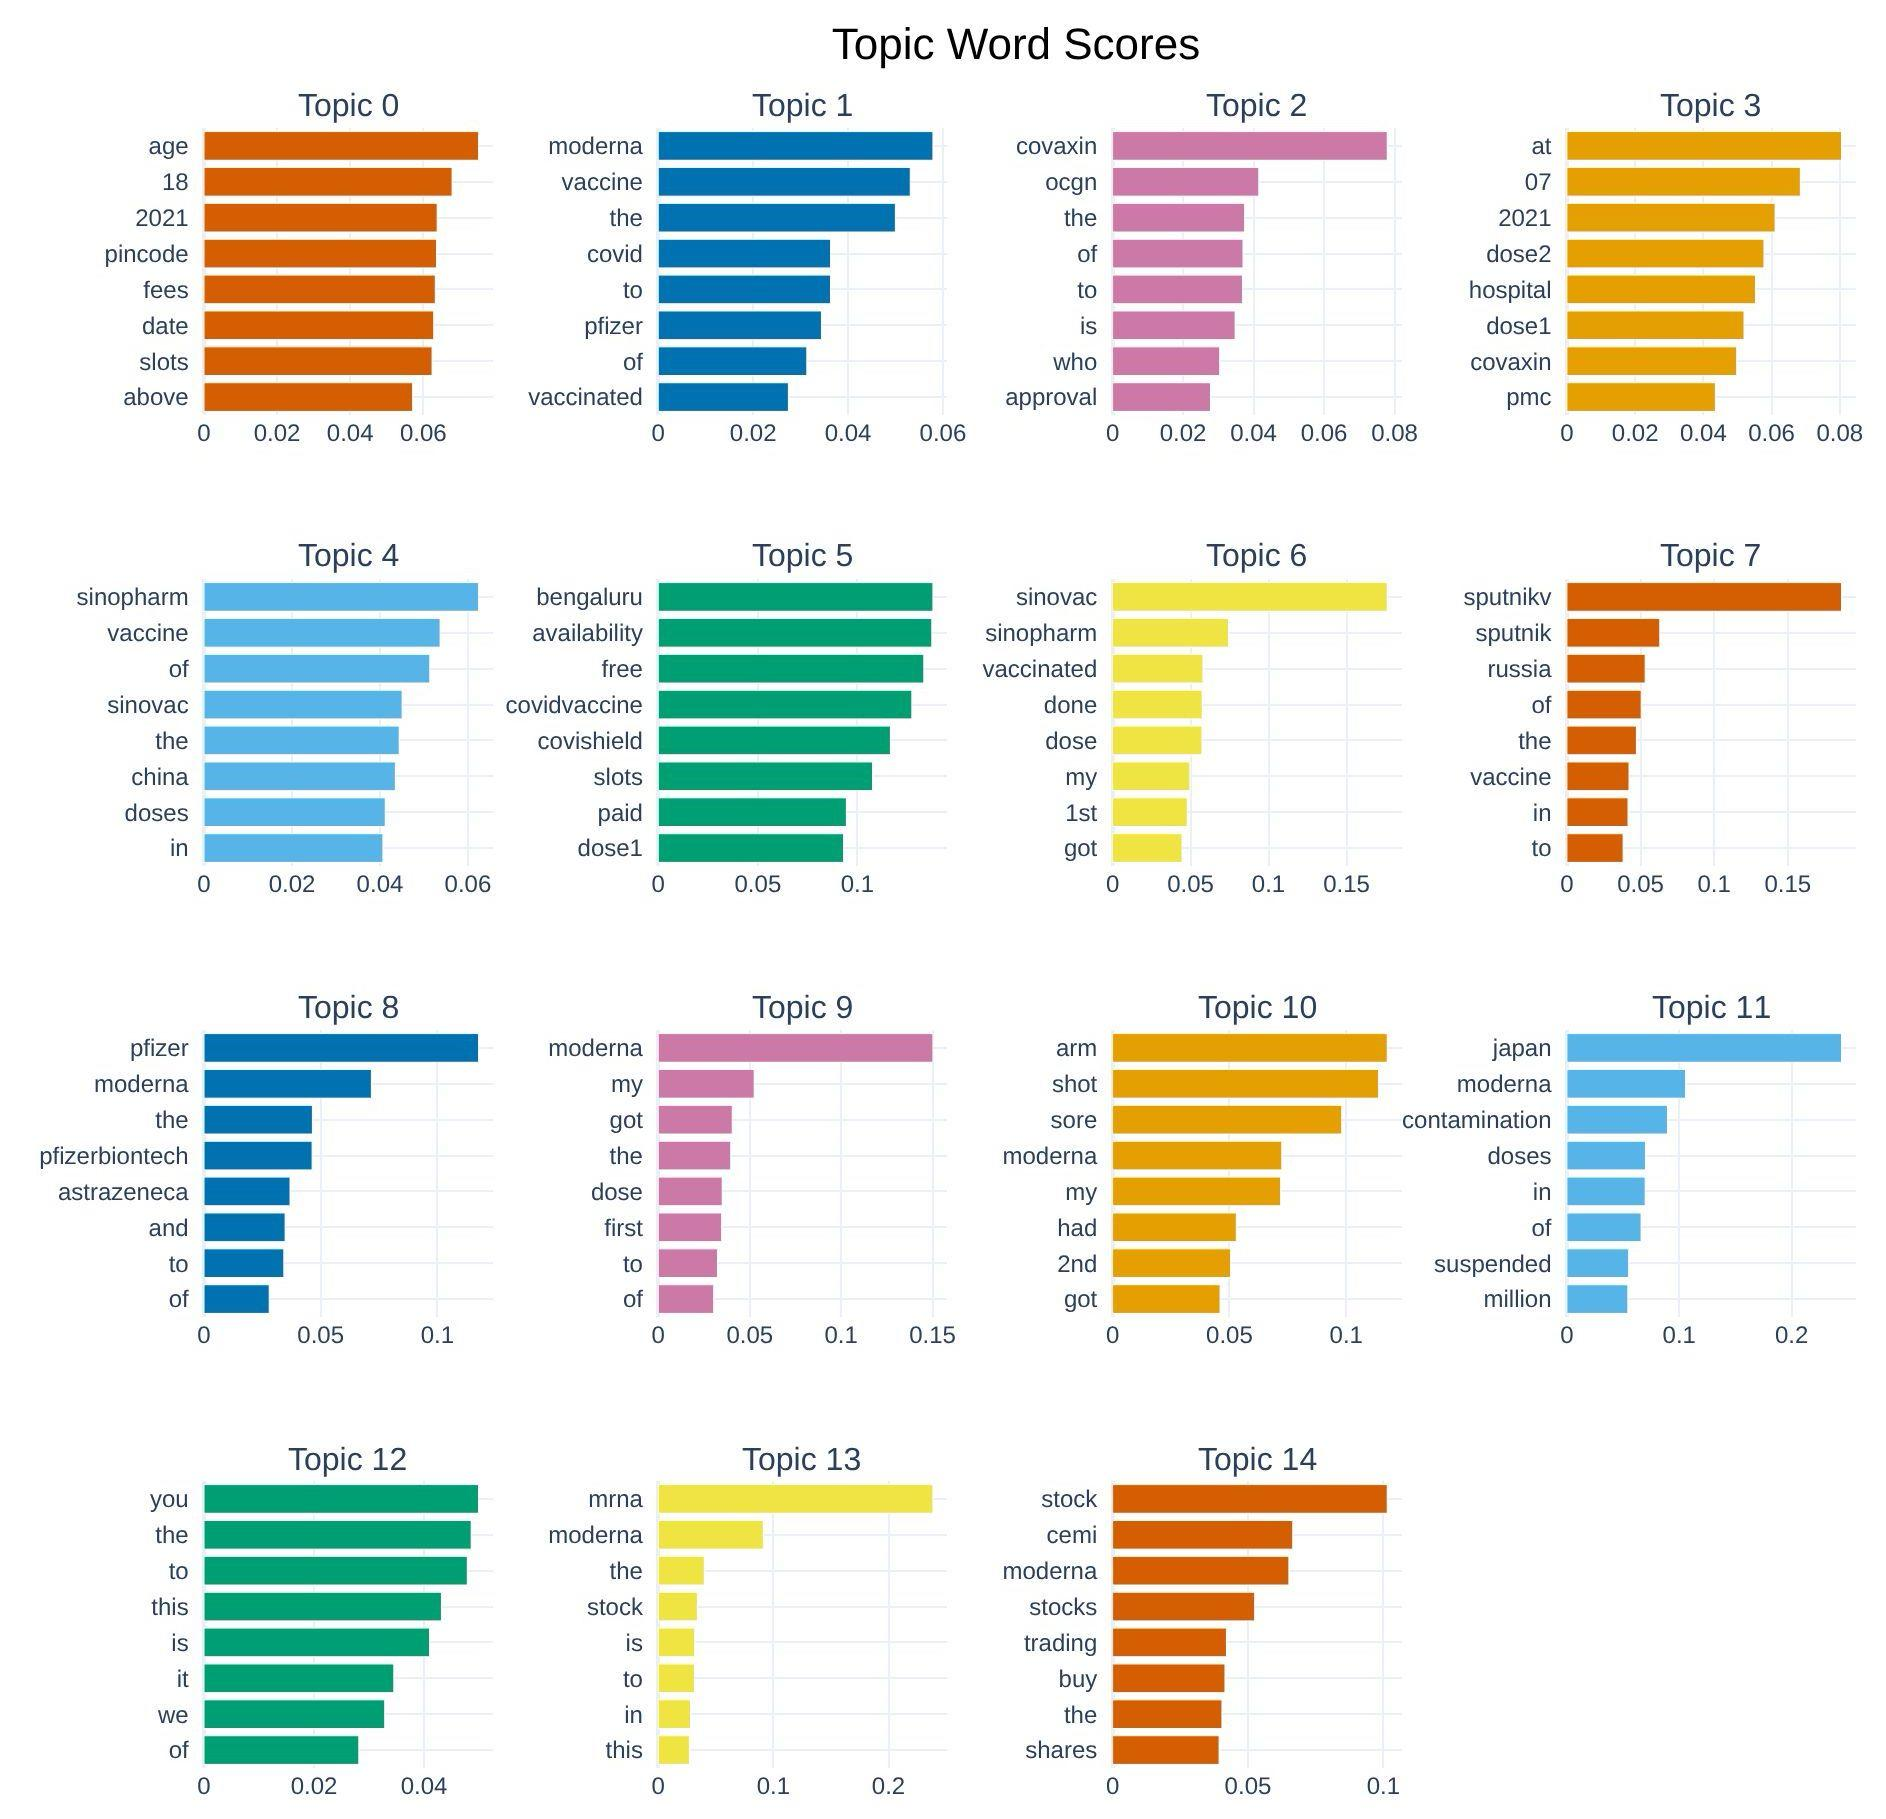 Topic Word Scores
Topic 0
age
18
2021
pincode
fees
date
slots
above
0 0.02 0.04 0.06
Topic 1
moderna
vaccine
the
covid
to
pfizer
of
vaccinated
0 0.02 0.04 0.06
Topic 2
covaxin
ocgn
the
of
to
is
who
approval
0 0.02 0.04 0.06 0.08
Topic 3
at
07
2021
dose2
hospital
dose1
covaxin
pmc
0 0.02 0.04 0.06 0.08
Topic 4
sinopharm
vaccine
of
sinovac
the
china
doses
in
0 0.02 0.04 0.06
Topic 5
bengaluru
availability
free
covidvaccine
covishield
slots
paid
dose1
0 0.05 0.1
Topic 6
sinovac
sinopharm
vaccinated
done
dose
my
1st
got
0 0.05 0.1 0.15
Topic 7
sputnikv
sputnik
russia
of
the
vaccine
in
to
0 0.05 0.1 0.15
Topic 8
pfizer
moderna
the
pfizerbiontech
astrazeneca
and
to
of
0 0.05 0.1
Topic 9
moderna
my
got
the
dose
first
to
of
0 0.05 0.1 0.15
Topic 10
arm
shot
sore
moderna
my
had
2nd
got
0 0.05 0.1
Topic 11
japan
moderna
contamination
doses
in
of
suspended
million
0 0.1 0.2
Topic 12
you
the
to
this
is
it
we
of
0 0.02 0.04
Topic 13
mrna
moderna
the
stock
is
to
in
this
0 0.1 0.2
Topic 14
stock
cemi
moderna
stocks
trading
buy
the
shares
0 0.05 0.1